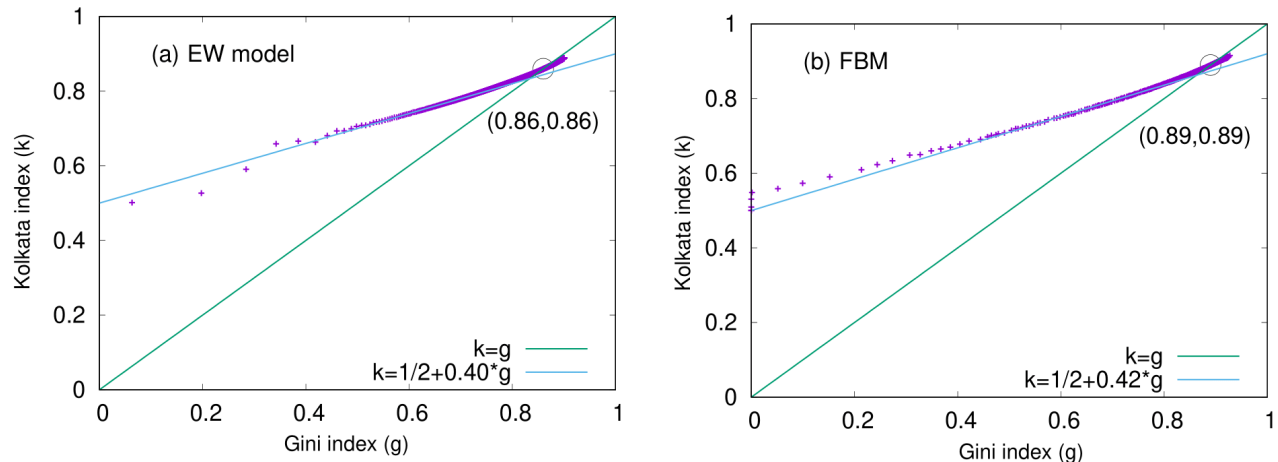 (a) EW model
Kolkata index (k)
1
0.8
0.6
0.4
0.2
0
(0.86,0.86)
k=g
k=1/2+0.40*g
0 0.2 0.4 0.6 0.8 1
Gini index (g)
(b) FBM
Kolkata index (k)
1
0.8
0.6
0.4
0.2
0
(0.89,0.89)
k=g
k=1/2+0.42*g
0 0.2 0.4 0.6 0.8 1
Gini index (g)